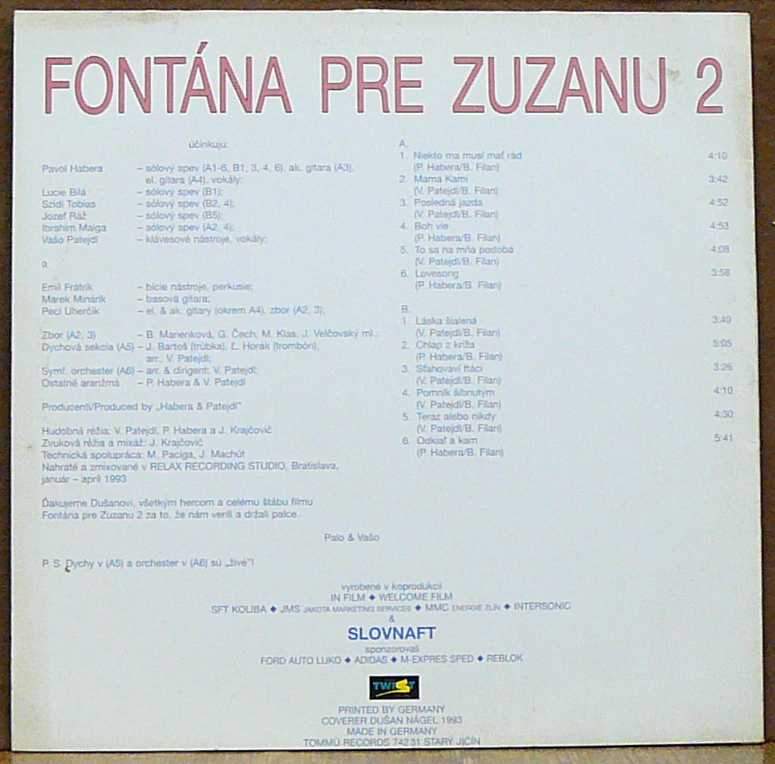 FONTÁNA PRE ZUZANU 2
účinkujú:
Pavol Habera – sólový spev (A1-6, B1, 3, 4, 6), ak. gitara (A3),
el. gitara (A4), vokály;
Lucie Bílá – sólový spev (B1);
Szidi Tobias – sólový spev (B2, 4);
Jozef Ráž – sólový spev (B5);
Ibrahim Maiga – sólový spev (A2, 4);
Vašo Patejdl – klávesové nástroje, vokály;
a
Emil Frátrik – bicie nástroje, perkusie;
Marek Minárik – basová gitara;
Peci Uherčík – el. & ak. gitary (okrem A4), zbor (A2, 3);
Zbor (A2, 3) – B. Marienková, G. Čech, M. Klas, J. Velčovský ml.,
Dychová sekcia (A5) – J. Bartoš (trúbka), Ľ. Horák (trombón),
arr. V. Patejdl;
Symf. orchester (A6) – arr. & dirigent: V. Patejdl;
Ostatné aranžmá – P. Habera & V. Patejdl
Producenti/Produced by „Habera & Patejdl"
Hudobná réžia: V. Patejdl, P. Habera a J. Krajčovič
Zvuková réžia a mixáž: J. Krajčovič
Technická spolupráca: M. Paciga, J. Machút
Nahraté a zmixované v RELAX RECORDING STUDIO, Bratislava,
január – apríl 1993
Ďakujeme Dušanovi, všetkým hercom a celému štábu filmu
Fontána pre Zuzanu 2 za to, že nám verili a držali palce.
Palo & Vašo
P. S. Dychy v (A5) a orchester v (A6) sú „živé"!
A.
1. Niekto ma musí mať rád 4:10
(P. Habera/B. Filan)
2. Mama Kami 3:42
(V. Patejdl/B. Filan)
3. Posledná jazda 4:52
(V. Patejdl/B. Filan)
4. Boh vie 4:53
(P. Habera/B. Filan)
5. To sa na mňa podobá 4:08
(V. Patejdl/B. Filan)
6. Lovesong 3:58
(P. Habera/B. Filan)
B.
1. Láska šialená 3:49
(V. Patejdl/B. Filan)
2. Chlap z kríža 5:05
(P. Habera/B. Filan)
3. Sťahovaví vtáci 3:26
(V. Patejdl/B. Filan)
4. Pomník šľbnutým 4:10
(V. Patejdl/B. Filan)
5. Teraz alebo nikdy 4:30
(V. Patejdl/B. Filan)
6. Odkiaľ a kam 5:41
(P. Habera/B. Filan)
vyrobené v koprodukcii
IN FILM ◆ WELCOME FILM
SFT KOLIBA ◆ JMS JAKOTA MARKETING SERVICES ◆ MMC ENERGIE ZLÍN ◆ INTERSONIC
&
SLOVNAFT
sponzorovali
FORD AUTO LUKO ◆ ADIDAS ◆ M-EXPRES SPED ◆ REBLOK
TWIST
PRINTED BY GERMANY
COVERER DUŠAN NÁGEL 1993
MADE IN GERMANY
TOMMÜ RECORDS 742 31 STARÝ JIČÍN